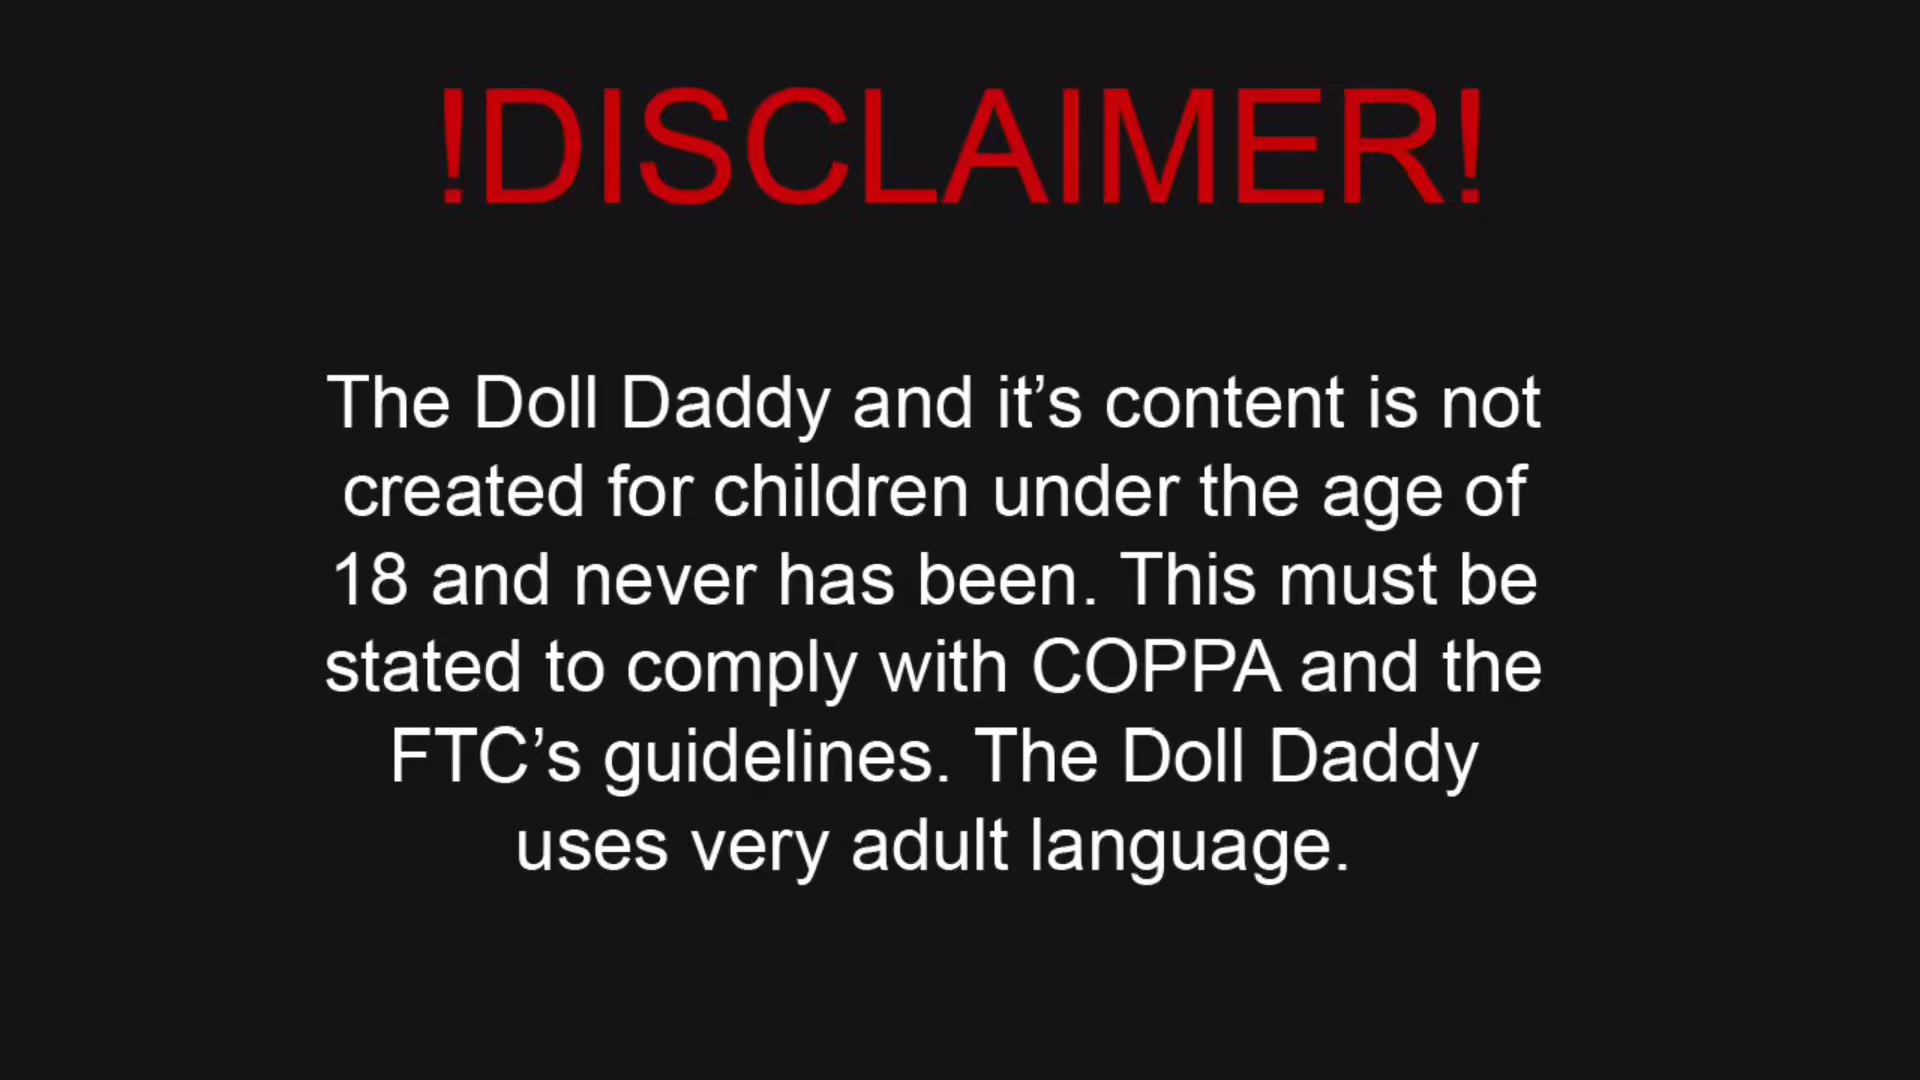 !DISCLAIMER!
The Doll Daddy and it’s content is not
created for children under the age of
18 and never has been. This must be
stated to comply with COPPA and the
FTC’s guidelines. The Doll Daddy
uses very adult language.